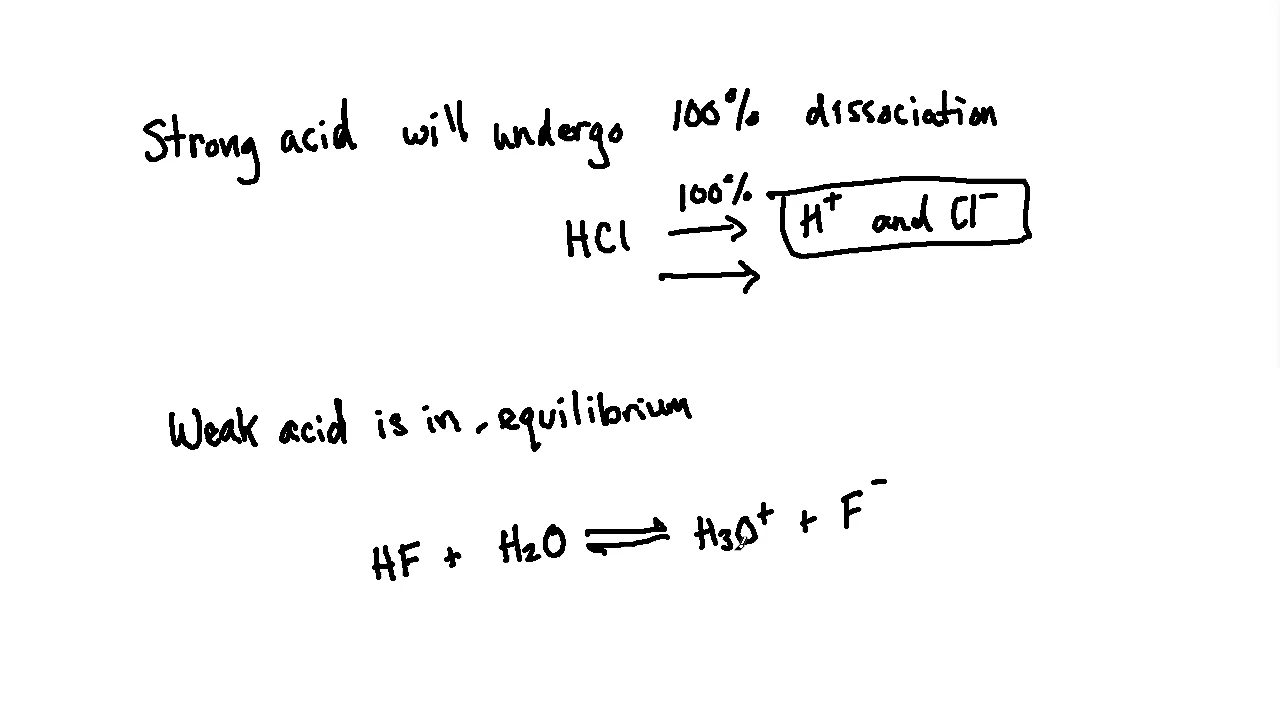 Strong acid will undergo 100% dissociation
100%
HCl → H⁺ and Cl⁻
→
Weak acid is in equilibrium
HF + H₂O ⇌ H₃O⁺ + F⁻